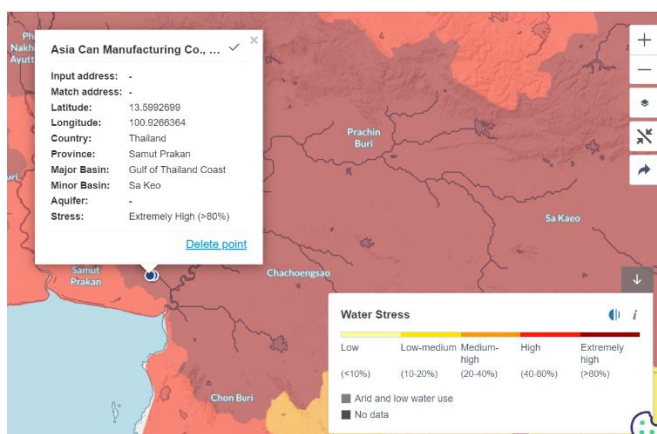 Asia Can Manufacturing Co., ...
Input address: -
Match address: -
Latitude: 13.5992699
Longitude: 100.9266364
Country: Thailand
Province: Samut Prakan
Major Basin: Gulf of Thailand Coast
Minor Basin: Sa Keo
Aquifer: -
Stress: Extremely High (>80%)
Delete point
Prachin
Buri
Sa Kaeo
Samut
Prakan
Chachoengsao
Chon Buri
Water Stress
i
Low Low-medium Medium-high High Extremely high
(<10%) (10-20%) (20-40%) (40-80%) (>80%)
Arid and low water use
No data